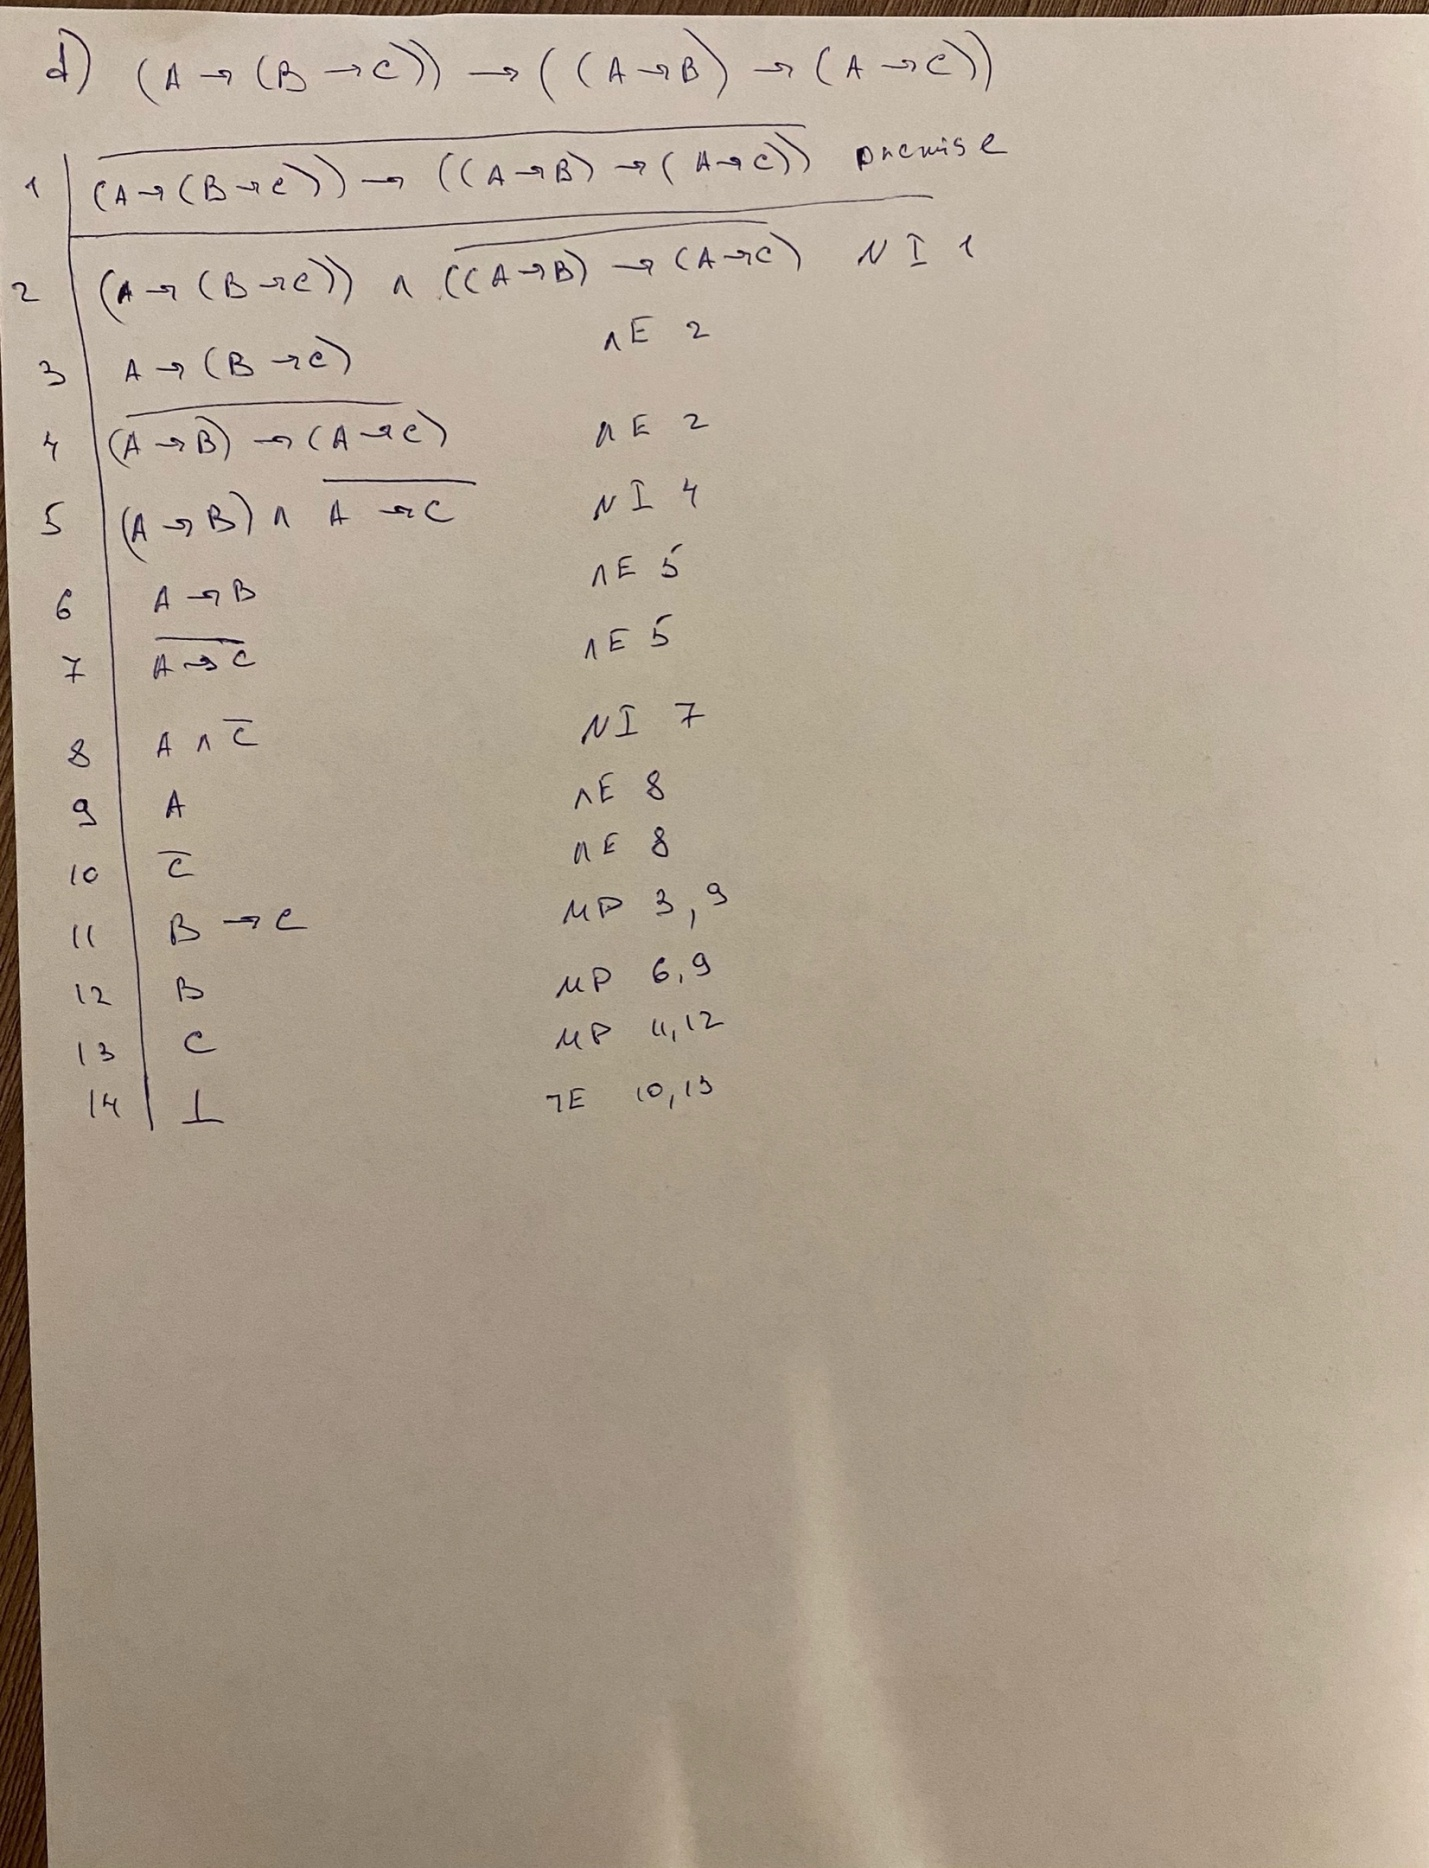 d) (A → (B → C)) → ((A → B) → (A → C))
1 (A̅ ̅→̅ ̅(̅B̅ ̅→̅ ̅C̅)̅)̅ ̅→̅ ̅(̅(̅A̅ ̅→̅ ̅B̅)̅ ̅→̅ ̅(̅A̅ ̅→̅ ̅C̅)̅)̅ premise
2 (A → (B → C)) ∧ (̅(̅A̅ ̅→̅ ̅B̅)̅ ̅→̅ ̅(̅A̅ ̅→̅ ̅C̅)̅ NI 1
3 A → (B → C) ∧E 2
4 (̅A̅ ̅→̅ ̅B̅)̅ ̅→̅ ̅(̅A̅ ̅→̅ ̅C̅)̅ ∧E 2
5 (A → B) ∧ A̅ ̅→̅ ̅C̅ NI 4
6 A → B ∧E 5
7 A̅ ̅→̅ ̅C̅ ∧E 5
8 A ∧ C̅ NI 7
9 A ∧E 8
10 C̅ ∧E 8
11 B → C MP 3,9
12 B MP 6,9
13 C MP 11,12
14 ⊥ ¬E 10,13